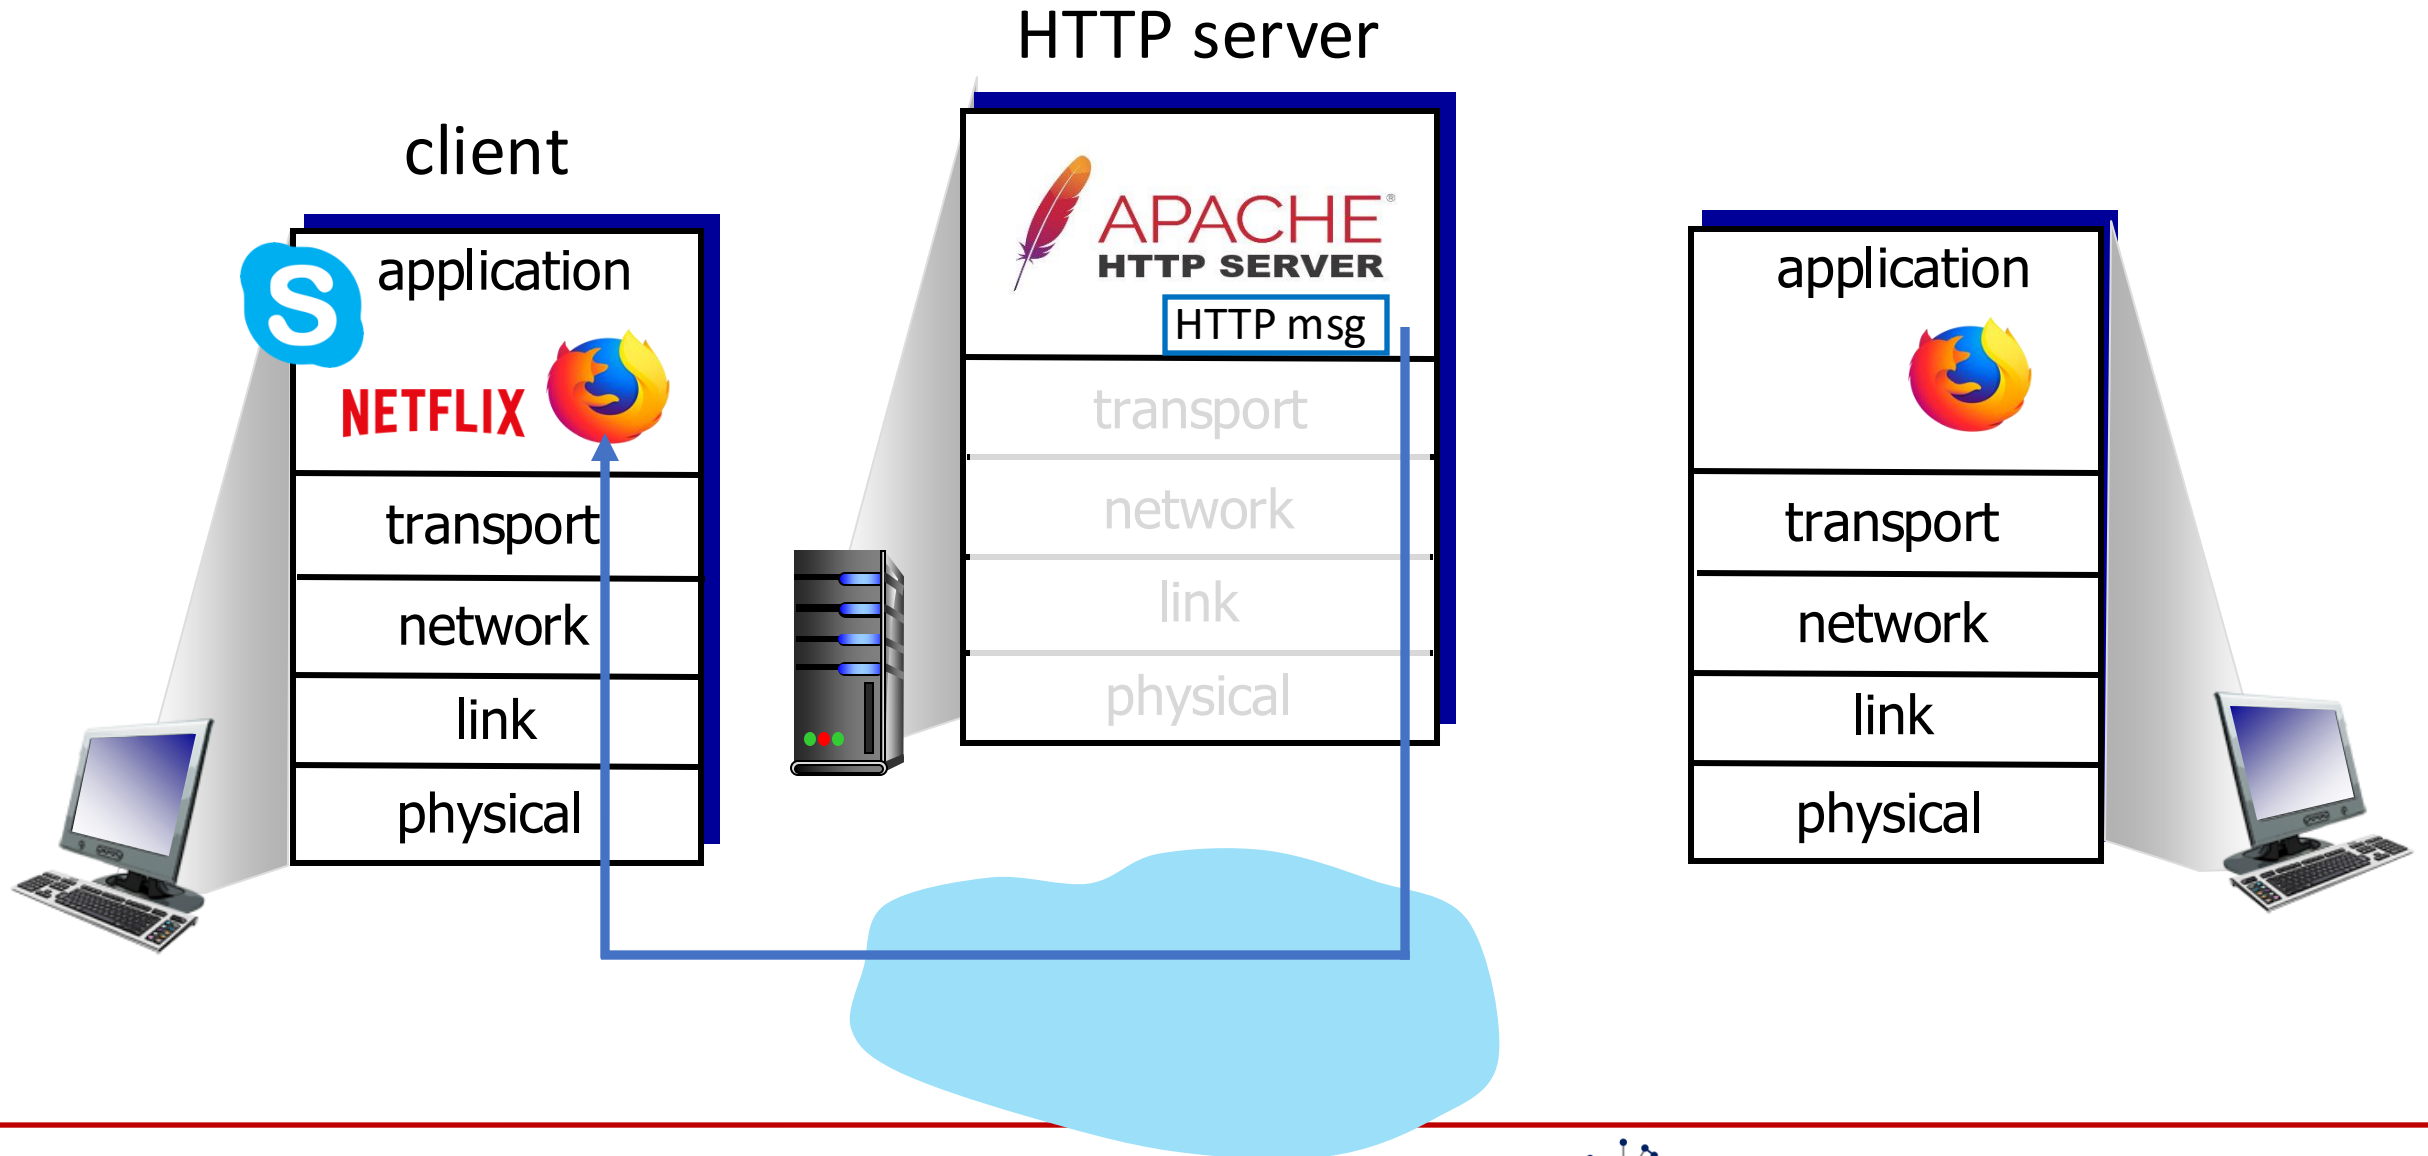 HTTP server
client
S
application
NETFLIX
transport
network
link
physical
APACHE®
HTTP SERVER
HTTP msg
transport
network
link
physical
application
transport
network
link
physical